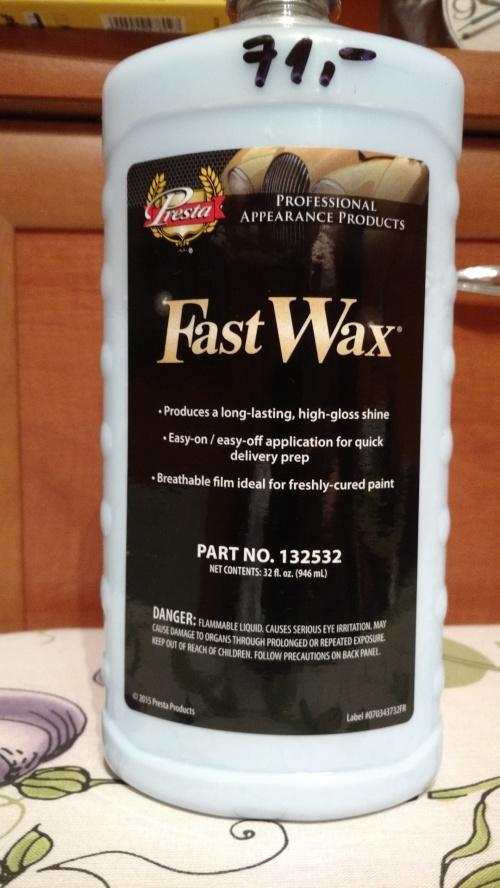 71,-
Presta
®
PROFESSIONAL
APPEARANCE PRODUCTS
Fast Wax®
• Produces a long-lasting, high-gloss shine
• Easy-on / easy-off application for quick
delivery prep
• Breathable film ideal for freshly-cured paint
PART NO. 132532
NET CONTENTS: 32 fl. oz. (946 mL)
DANGER: FLAMMABLE LIQUID. CAUSES SERIOUS EYE IRRITATION. MAY
CAUSE DAMAGE TO ORGANS THROUGH PROLONGED OR REPEATED EXPOSURE.
KEEP OUT OF REACH OF CHILDREN. FOLLOW PRECAUTIONS ON BACK PANEL.
© 2015 Presta Products
Label #070343732FR